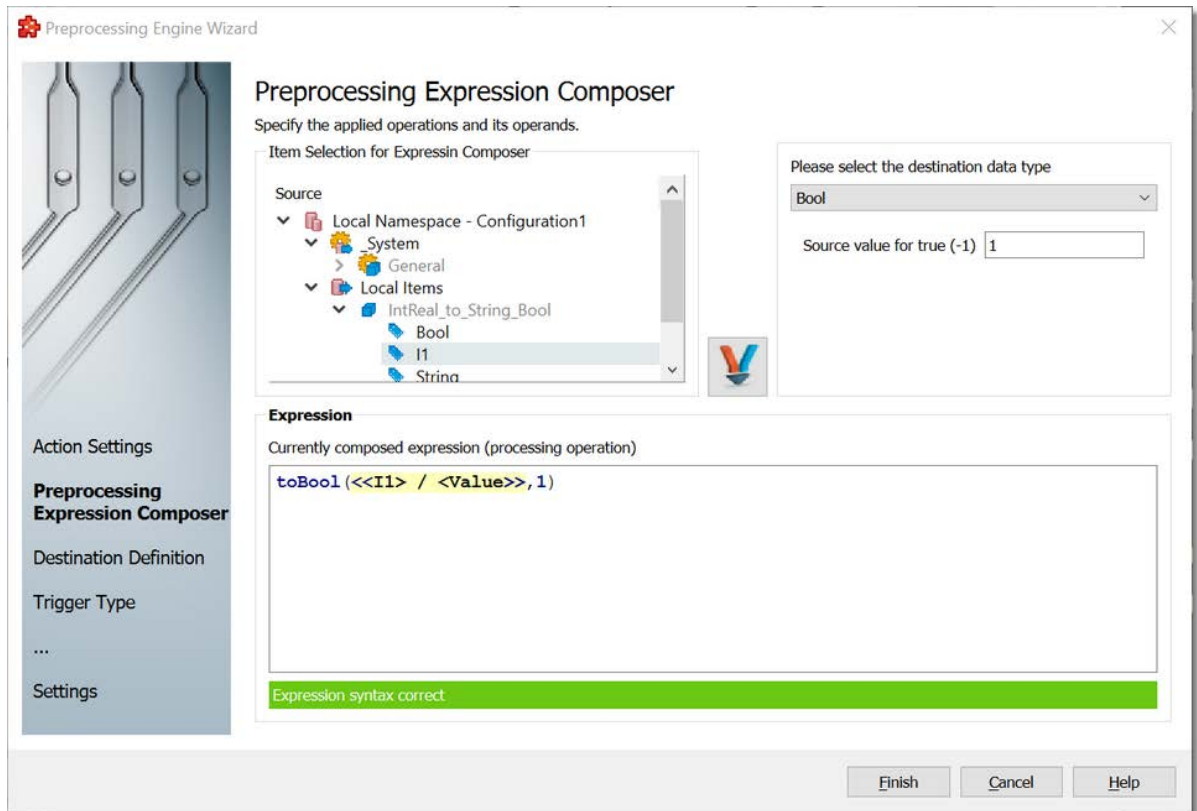 Preprocessing Engine Wizard
Preprocessing Expression Composer
Specify the applied operations and its operands.
Item Selection for Expressin Composer
Source
Local Namespace - Configuration1
_System
General
Local Items
IntReal_to_String_Bool
Bool
I1
String
Please select the destination data type
Bool
Source value for true (-1) 1
Action Settings
Preprocessing
Expression Composer
Destination Definition
Trigger Type
...
Settings
Expression
Currently composed expression (processing operation)
toBool(<<I1> / <Value>>,1)
Expression syntax correct
Finish Cancel Help